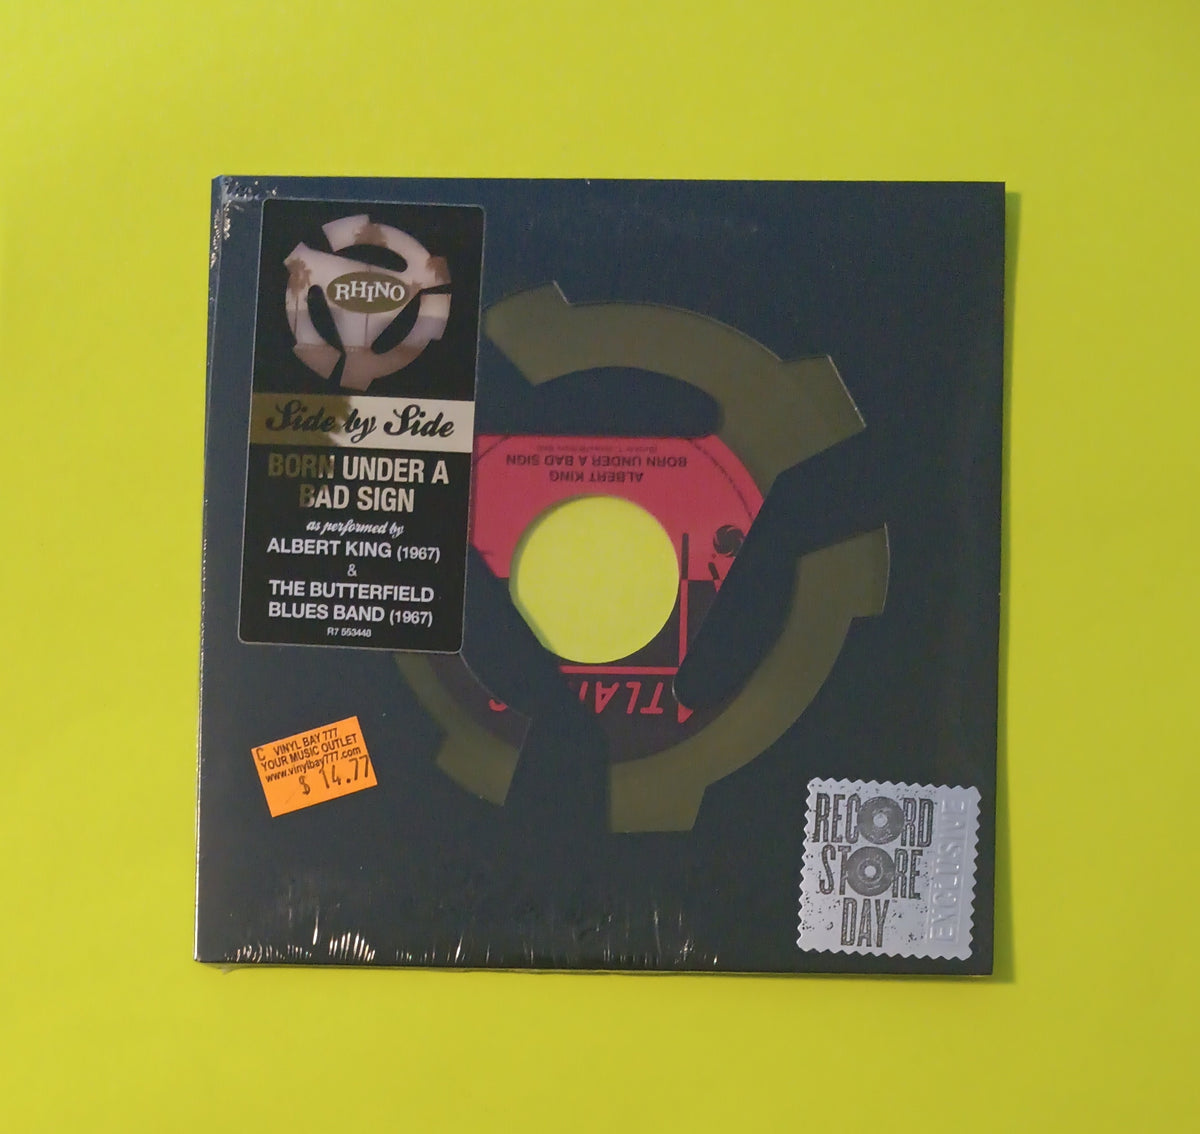 RHINO
Side by Side
BORN UNDER A
BAD SIGN
as performed by
ALBERT KING (1967)
&
THE BUTTERFIELD
BLUES BAND (1967)
R7 553448
ALBERT KING
BORN UNDER A BAD SIGN
C VINYL BAY 777
YOUR MUSIC OUTLET
www.vinylbay777.com
$ 14.77
RECORD
STORE
DAY
EXCLUSIVE